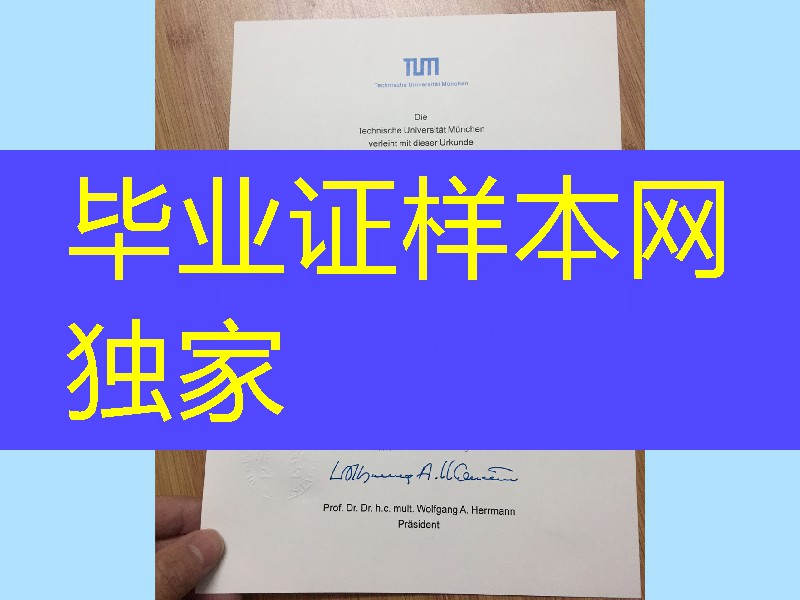 TUM
Technische Universität München
Die
Technische Universität München
verleiht mit dieser Urkunde
毕业证样本网
独家
Prof. Dr. Dr. h.c. mult. Wolfgang A. Herrmann
Präsident